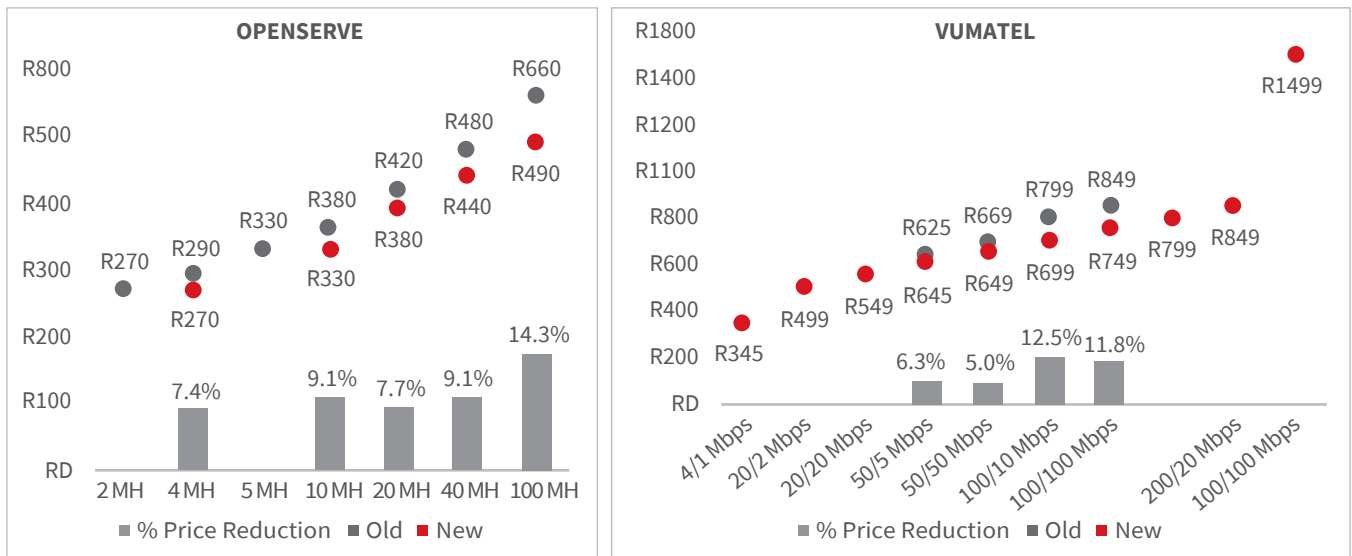 OPENSERVE
R800
R500
R400
R300
R200
R100
RD
R270
R290
R270
R330
R380
R330
R420
R380
R480
R440
R660
R490
7.4%
9.1%
7.7%
9.1%
14.3%
2 MH 4 MH 5 MH 10 MH 20 MH 40 MH 100 MH
% Price Reduction Old New
VUMATEL
R1800
R1400
R1200
R1100
R800
R600
R400
R200
RD
R345
R499
R549
R625
R645
R669
R649
R799
R699
R849
R749
R799
R849
R1499
6.3%
5.0%
12.5%
11.8%
4/1 Mbps
20/2 Mbps
20/20 Mbps
50/5 Mbps
50/50 Mbps
100/10 Mbps
100/100 Mbps
200/20 Mbps
100/100 Mbps
% Price Reduction Old New